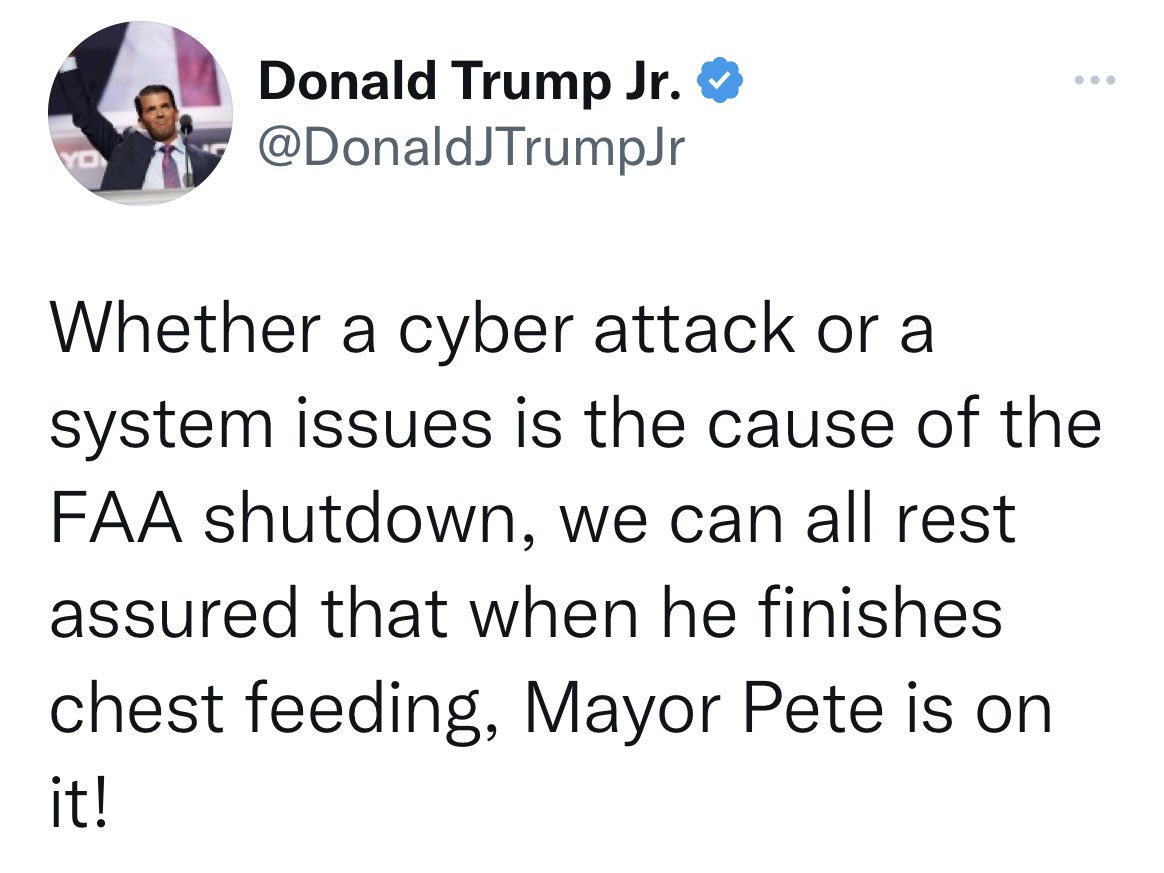 Donald Trump Jr.
@DonaldJTrumpJr
Whether a cyber attack or a
system issues is the cause of the
FAA shutdown, we can all rest
assured that when he finishes
chest feeding, Mayor Pete is on
it!